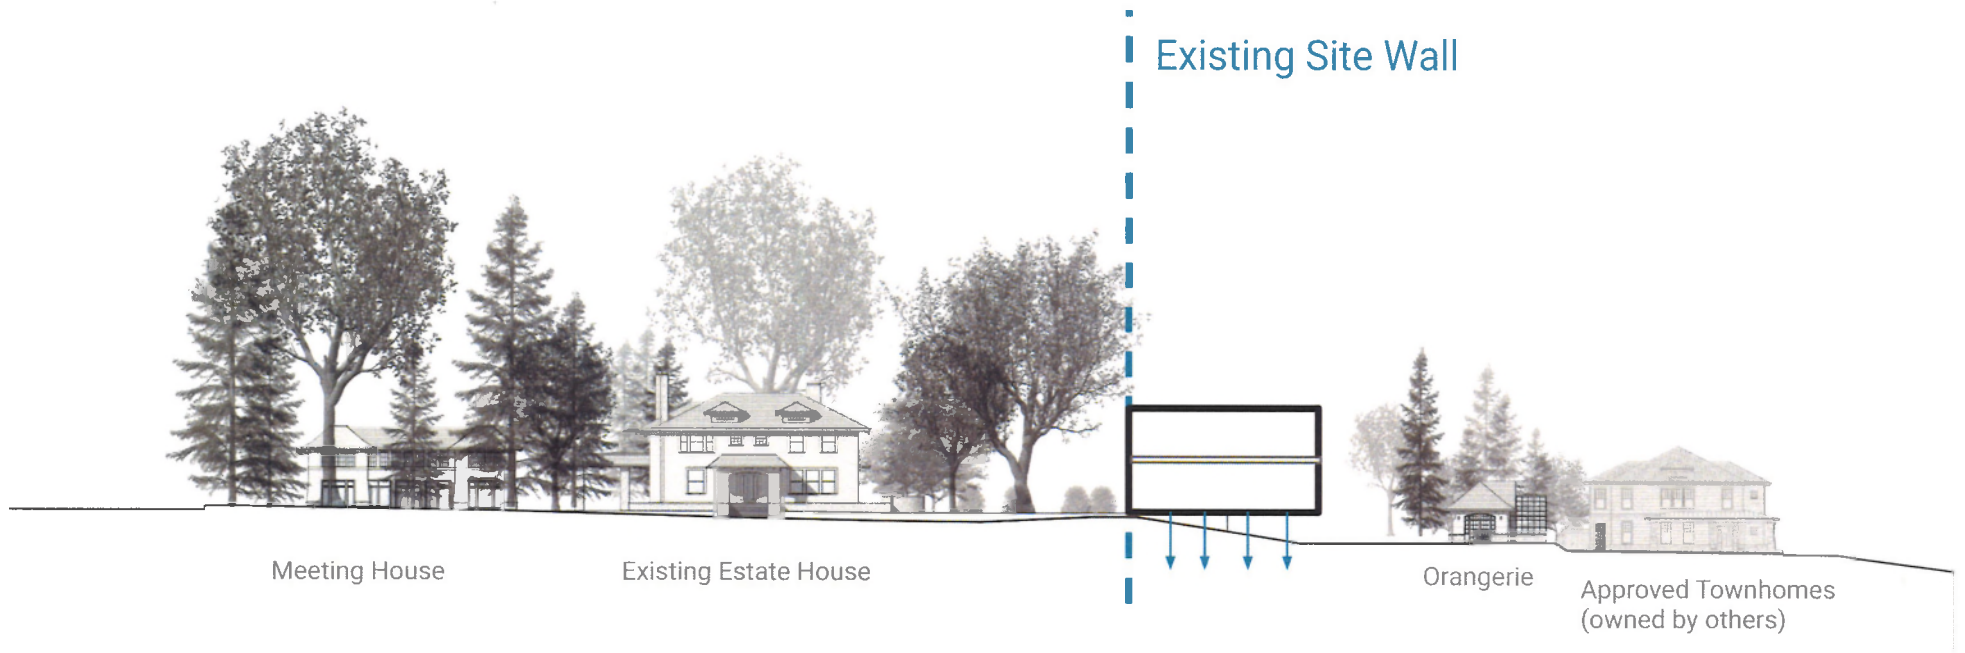 Existing Site Wall
Meeting House
Existing Estate House
Orangerie
Approved Townhomes
(owned by others)